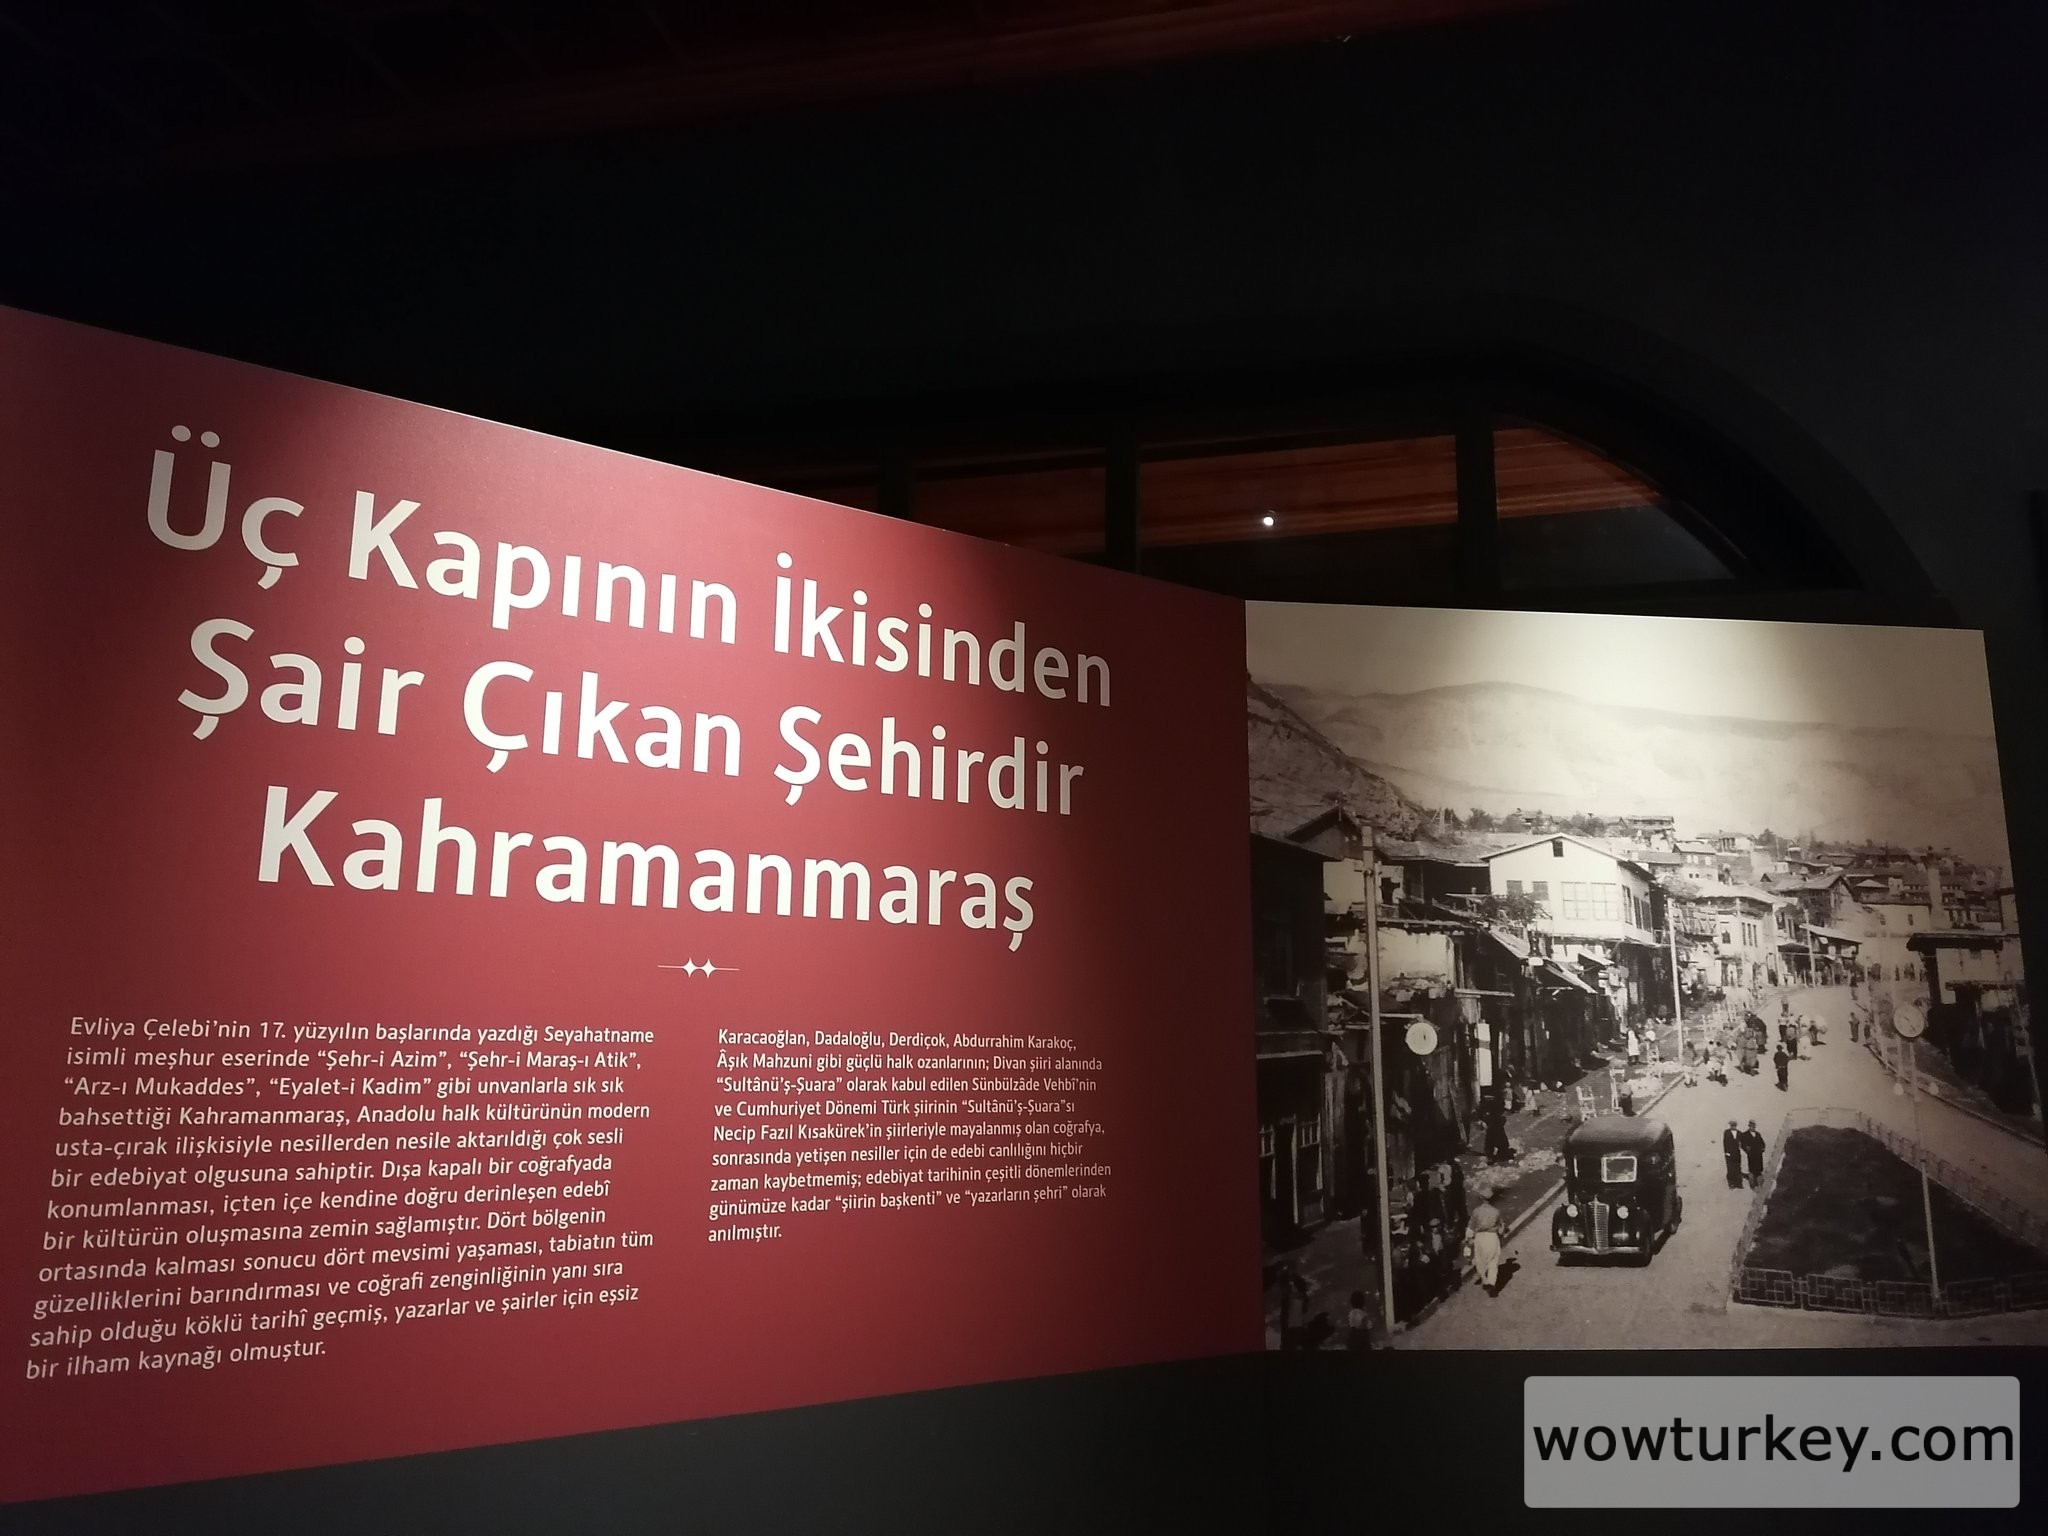 Üç Kapının İkisinden
Şair Çıkan Şehirdir
Kahramanmaraş
Evliya Çelebi'nin 17. yüzyılın başlarında yazdığı Seyahatname
isimli meşhur eserinde “Şehr-i Azim”, “Şehr-i Maraş-ı Atik”,
“Arz-ı Mukaddes”, “Eyalet-i Kadim” gibi unvanlarla sık sık
bahsettiği Kahramanmaraş, Anadolu halk kültürünün modern
usta-çırak ilişkisiyle nesillerden nesile aktarıldığı çok sesli
bir edebiyat olgusuna sahiptir. Dışa kapalı bir coğrafyada
konumlanması, içten içe kendine doğru derinleşen edebî
bir kültürün oluşmasına zemin sağlamıştır. Dört bölgenin
ortasında kalması sonucu dört mevsimi yaşaması, tabiatın tüm
güzelliklerini barındırması ve coğrafi zenginliğinin yanı sıra
sahip olduğu köklü tarihî geçmiş, yazarlar ve şairler için eşsiz
bir ilham kaynağı olmuştur.
Karacaoğlan, Dadaloğlu, Derdiçok, Abdurrahim Karakoç,
Âşık Mahzuni gibi güçlü halk ozanlarının; Divan şiiri alanında
“Sultânü'ş-Şuara” olarak kabul edilen Sünbülzâde Vehbî'nin
ve Cumhuriyet Dönemi Türk şiirinin “Sultânü'ş-Şuara”sı
Necip Fazıl Kısakürek'in şiirleriyle mayalanmış olan coğrafya,
sonrasında yetişen nesiller için de edebi canlılığını hiçbir
zaman kaybetmemiş; edebiyat tarihinin çeşitli dönemlerinden
günümüze kadar “şiirin başkenti” ve “yazarların şehri” olarak
anılmıştır.
wowturkey.com